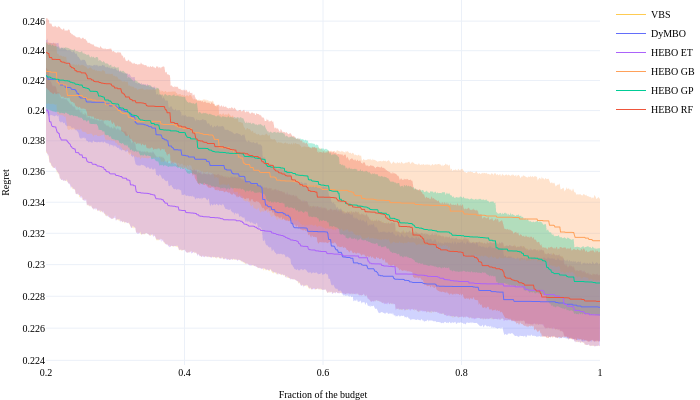 0.246
0.244
0.242
0.24
0.238
0.236
0.234
0.232
0.23
0.228
0.226
0.224
Regret
0.2
0.4
0.6
0.8
1
Fraction of the budget
VBS
DyMBO
HEBO ET
HEBO GB
HEBO GP
HEBO RF